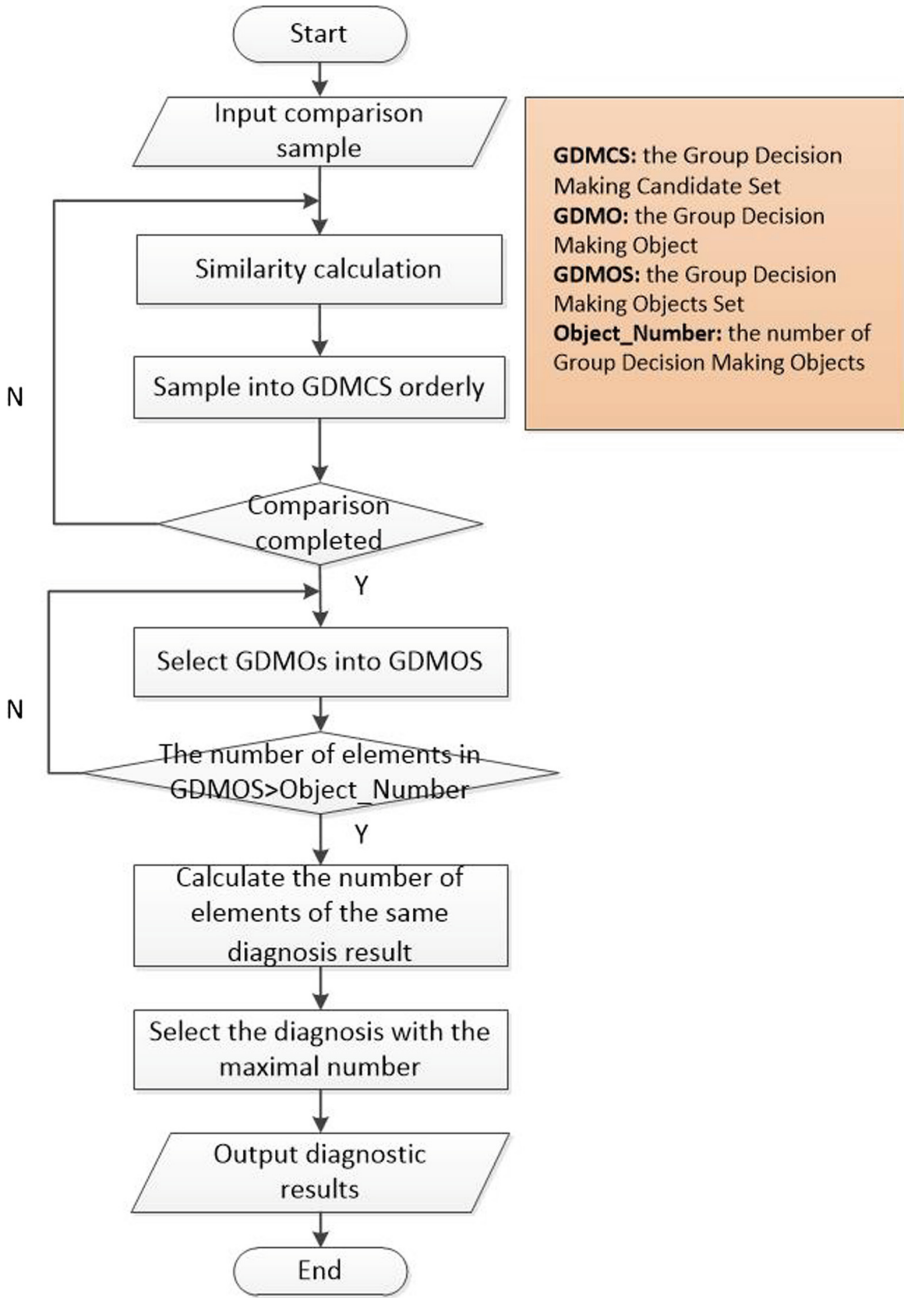 Start
Input comparison
sample
GDMCS: the Group Decision
Making Candidate Set
GDMO: the Group Decision
Making Object
GDMOS: the Group Decision
Making Objects Set
Object_Number: the number of
Group Decision Making Objects
Similarity calculation
Sample into GDMCS orderly
N
Comparison
completed
Y
Select GDMOs into GDMOS
N
The number of elements in
GDMOS>Object_Number
Y
Calculate the number of
elements of the same
diagnosis result
Select the diagnosis with the
maximal number
Output diagnostic
results
End